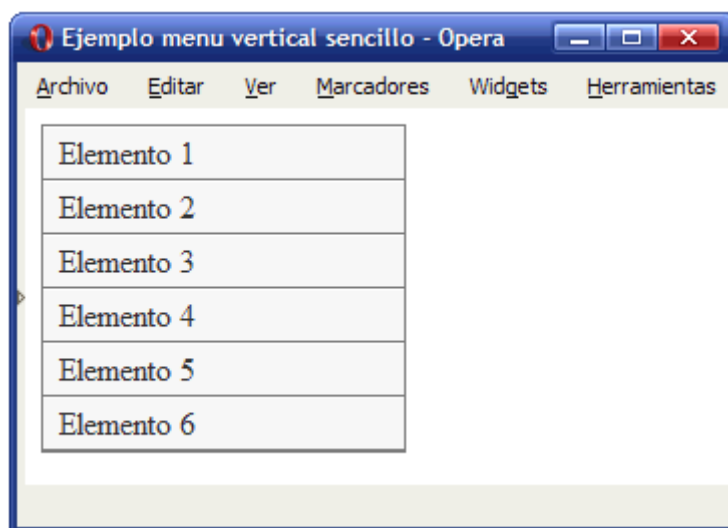 Ejemplo menu vertical sencillo - Opera
Archivo Editar Ver Marcadores Widgets Herramientas
Elemento 1
Elemento 2
Elemento 3
Elemento 4
Elemento 5
Elemento 6